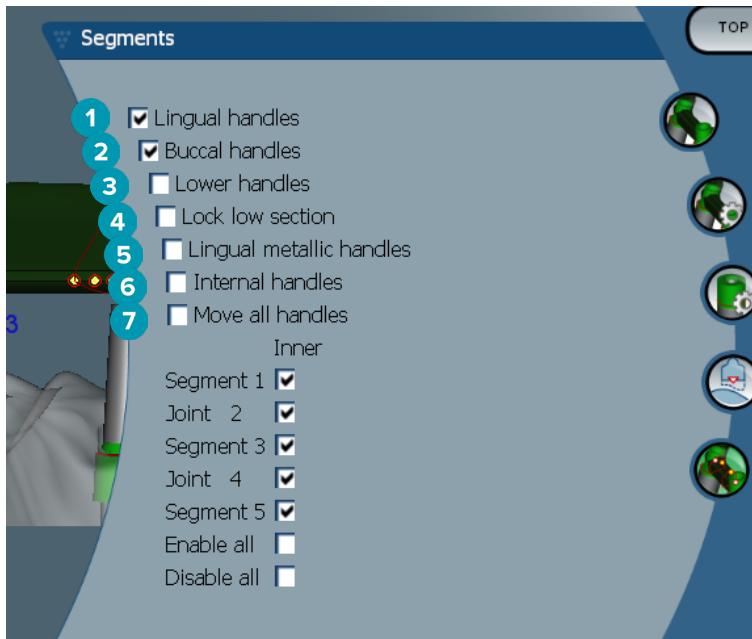 Segments
TOP
1 Lingual handles
2 Buccal handles
3 Lower handles
4 Lock low section
5 Lingual metallic handles
6 Internal handles
7 Move all handles
3
Inner
Segment 1
Joint 2
Segment 3
Joint 4
Segment 5
Enable all
Disable all